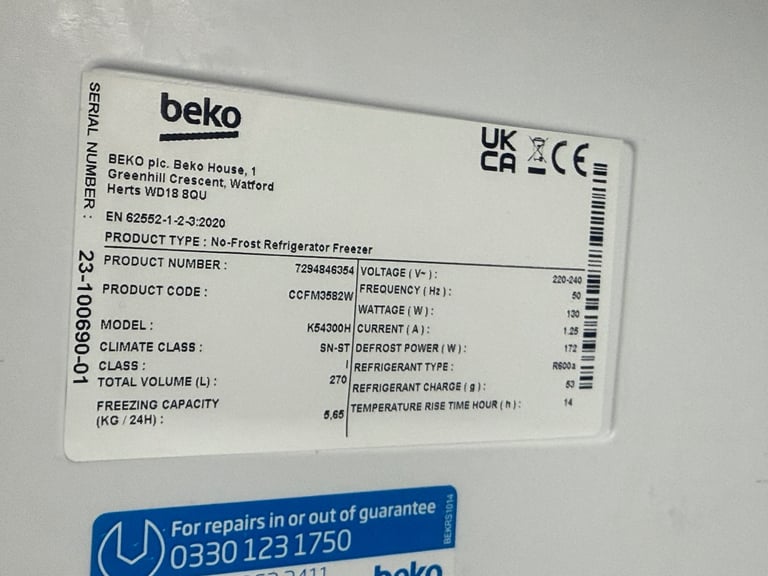 beko
UK
CA
CE
BEKO plc. Beko House, 1
Greenhill Crescent, Watford
Herts WD18 8QU
EN 62552-1-2-3:2020
PRODUCT TYPE : No-Frost Refrigerator Freezer
PRODUCT NUMBER : 7294846354
PRODUCT CODE : CCFM3582W
MODEL : K54300H
CLIMATE CLASS : SN-ST
CLASS : I
TOTAL VOLUME (L) : 270
FREEZING CAPACITY
(KG / 24H) : 5,65
VOLTAGE ( V~ ) : 220-240
FREQUENCY ( Hz ) : 50
WATTAGE ( W ) : 130
CURRENT ( A ) : 1.25
DEFROST POWER ( W ) : 172
REFRIGERANT TYPE : R600a
REFRIGERANT CHARGE ( g ) : 53
TEMPERATURE RISE TIME HOUR ( h ) : 14
SERIAL NUMBER : 23-100690-01
For repairs in or out of guarantee
0330 123 1750
BEKRS1014
beko